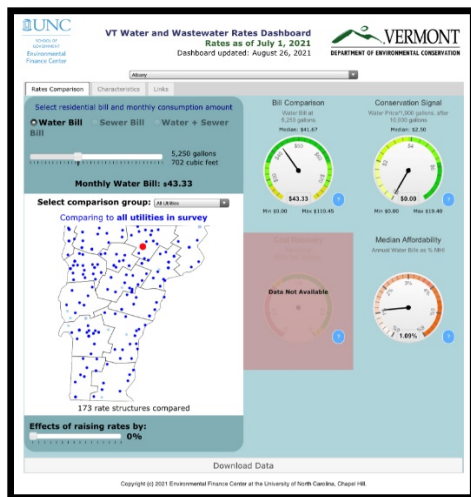 UNC
SCHOOL OF
GOVERNMENT
Environmental
Finance Center
VT Water and Wastewater Rates Dashboard
Rates as of July 1, 2021
Dashboard updated: August 26, 2021
VERMONT
DEPARTMENT OF ENVIRONMENTAL CONSERVATION
Albany
Rates Comparison Characteristics Links
Select residential bill and monthly consumption amount
Water Bill Sewer Bill Water + Sewer
Bill
5,250 gallons
702 cubic feet
Monthly Water Bill: $43.33
Select comparison group: All Utilities
Comparing to all utilities in survey
173 rate structures compared
Effects of raising rates by:
0%
Bill Comparison
Water Bill at
5,250 gallons
Median: $41.67
$43.33
Min $0.00 Max $119.45
Conservation Signal
Water Price/1,000 gallons, after
10,000 gallons
Median: $2.50
$0.00
Min $0.00
Cost Recovery
Data Not Available
Median Affordability
Annual Water Bills as % MHI
1.09%
Download Data
Copyright (c) 2021 Environmental Finance Center at the University of North Carolina, Chapel Hill.